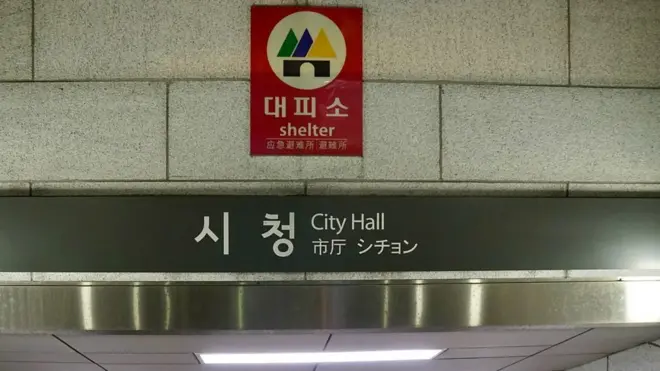 대피소
shelter
应急避难所 避難所
시청 City Hall
市厅 シチョン